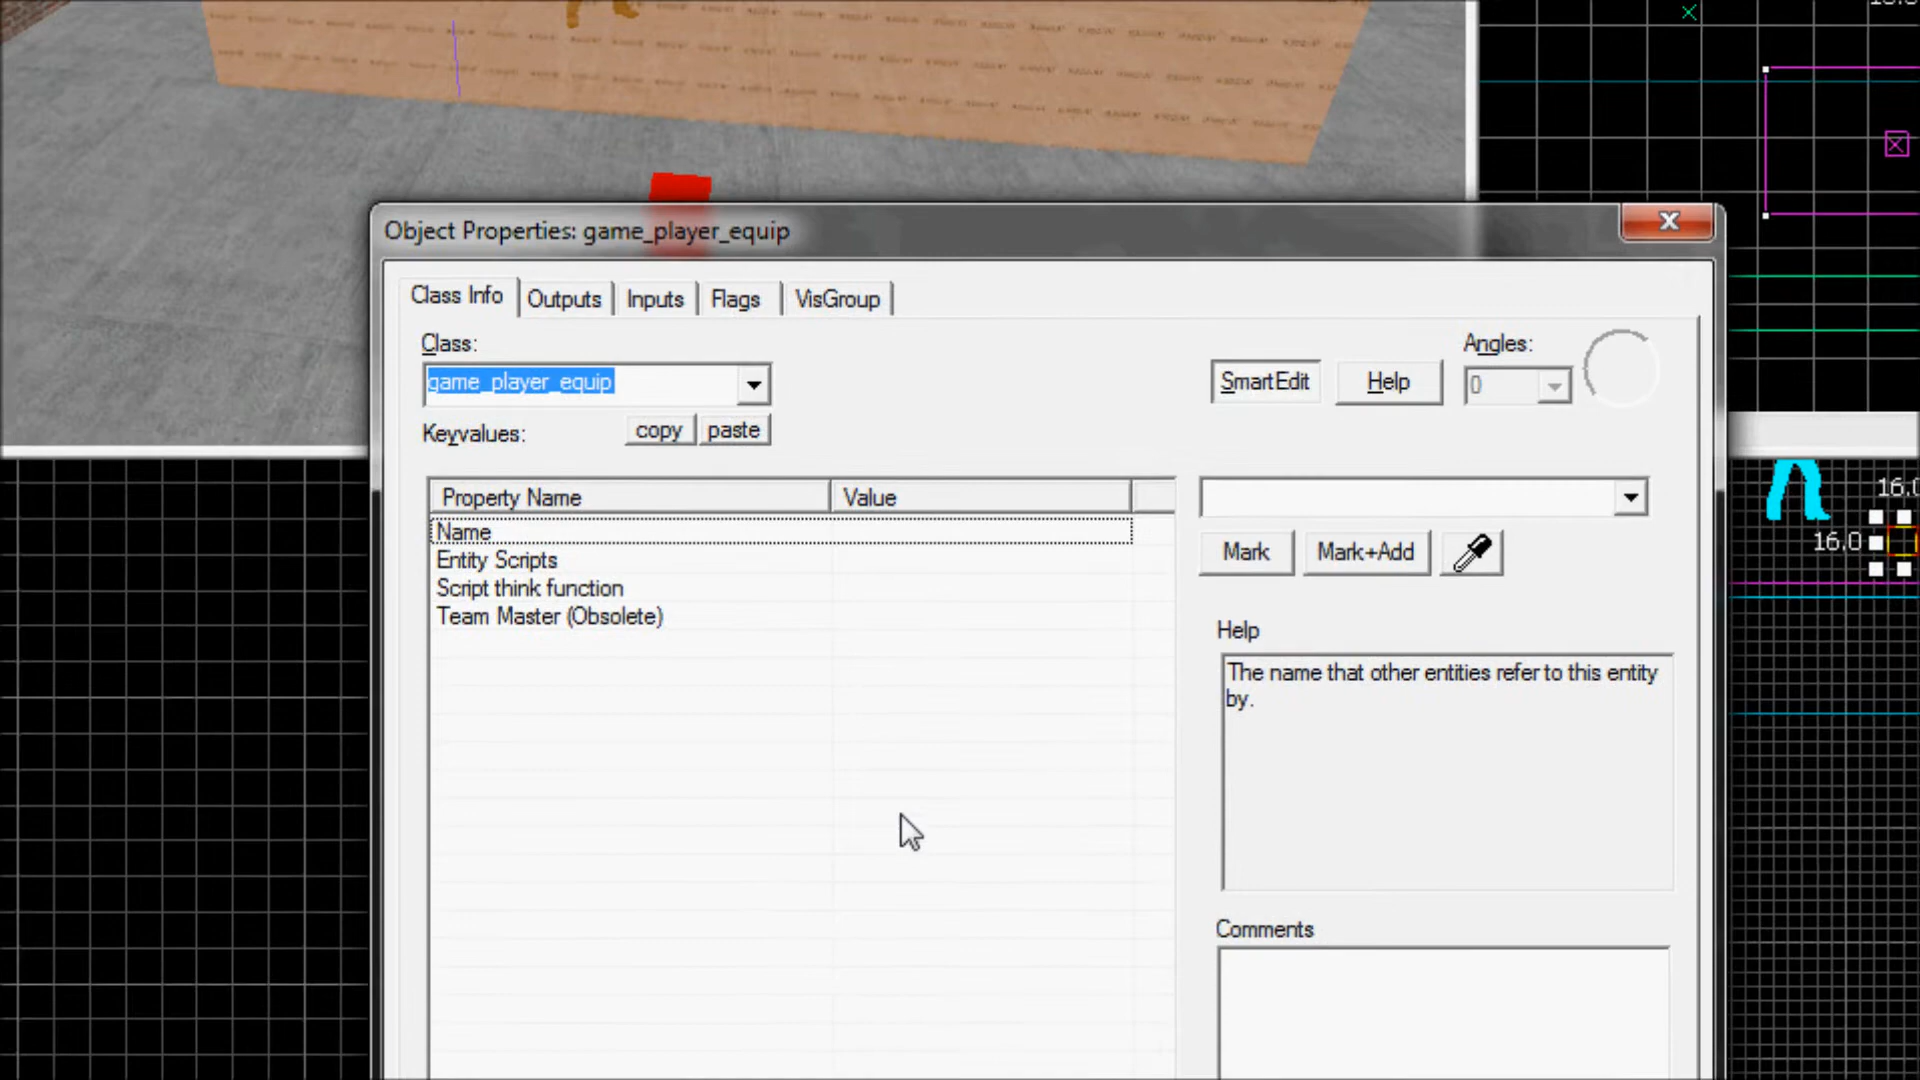 Object Properties: game_player_equip
X
Class Info Outputs Inputs Flags VisGroup
Class:
Angles:
game_player_equip
SmartEdit
Help
0
Keyvalues:
copy
paste
Property Name Value
Name
Entity Scripts
Script think function
Team Master (Obsolete)
Mark
Mark+Add
Help
The name that other entities refer to this entity
by.
Comments
16.0